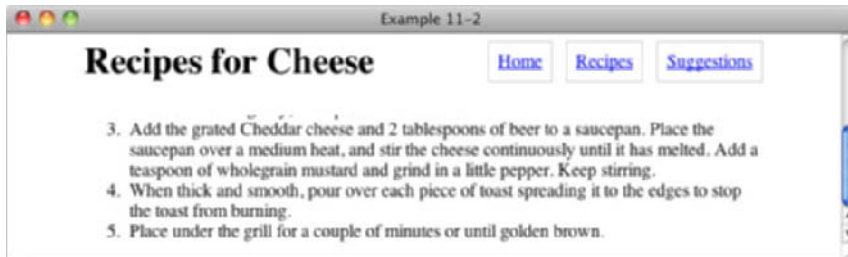 Example 11-2
Recipes for Cheese Home Recipes Suggestions
3. Add the grated Cheddar cheese and 2 tablespoons of beer to a saucepan. Place the
saucepan over a medium heat, and stir the cheese continuously until it has melted. Add a
teaspoon of wholegrain mustard and grind in a little pepper. Keep stirring.
4. When thick and smooth, pour over each piece of toast spreading it to the edges to stop
the toast from burning.
5. Place under the grill for a couple of minutes or until golden brown.